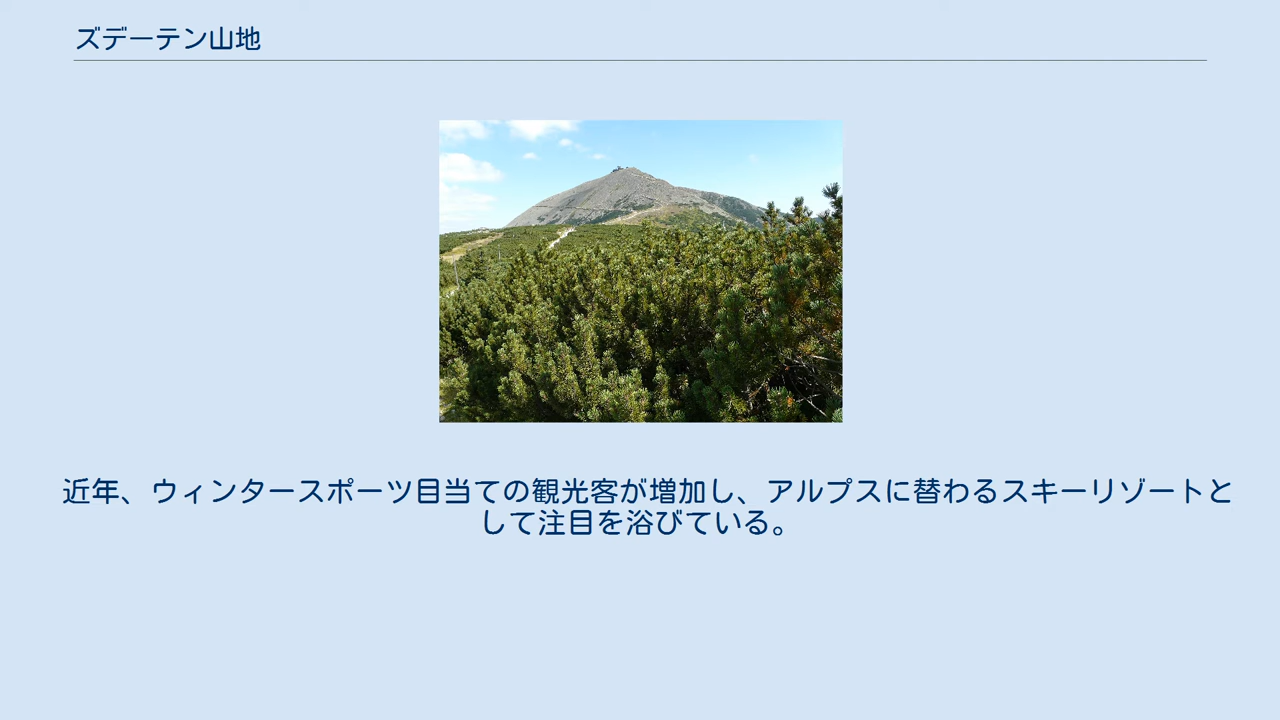 ズデーテン山地
近年、ウィンタースポーツ目当ての観光客が増加し、アルプスに替わるスキーリゾートと
して注目を浴びている。